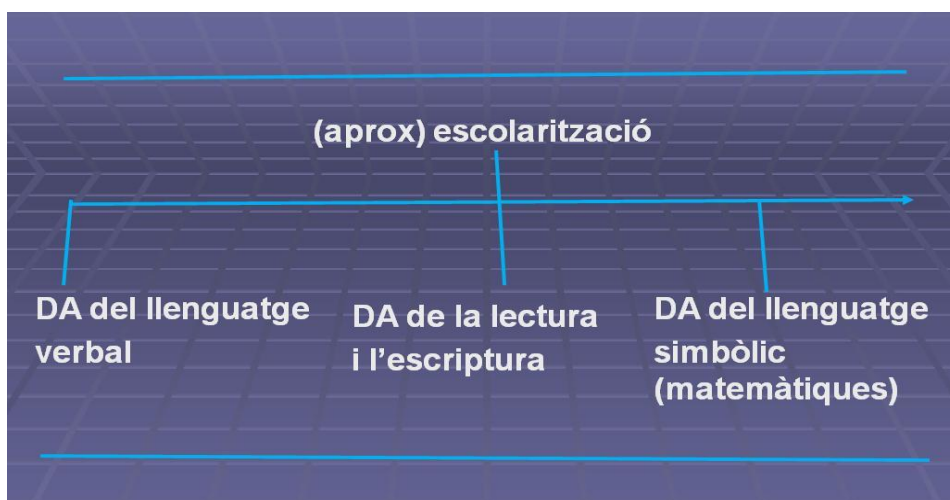 (aprox) escolarització
DA del llenguatge
verbal
DA de la lectura
i l'escriptura
DA del llenguatge
simbòlic
(matemàtiques)